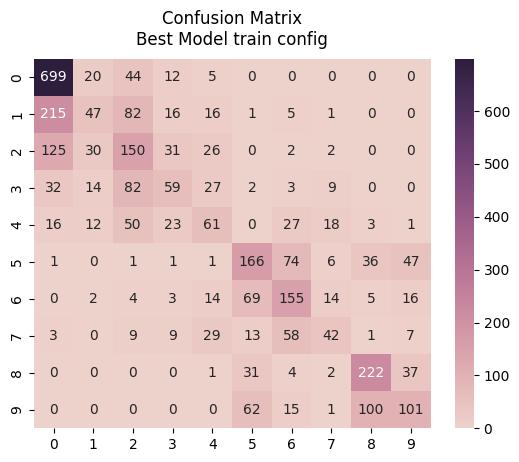 Confusion Matrix
Best Model train config
0 699 20 44 12 5 0 0 0 0 0
1 215 47 82 16 16 1 5 1 0 0
2 125 30 150 31 26 0 2 2 0 0
3 32 14 82 59 27 2 3 9 0 0
4 16 12 50 23 61 0 27 18 3 1
5 1 0 1 1 1 166 74 6 36 47
6 0 2 4 3 14 69 155 14 5 16
7 3 0 9 9 29 13 58 42 1 7
8 0 0 0 0 1 31 4 2 222 37
9 0 0 0 0 0 62 15 1 100 101
0 1 2 3 4 5 6 7 8 9
600
500
400
300
200
100
0